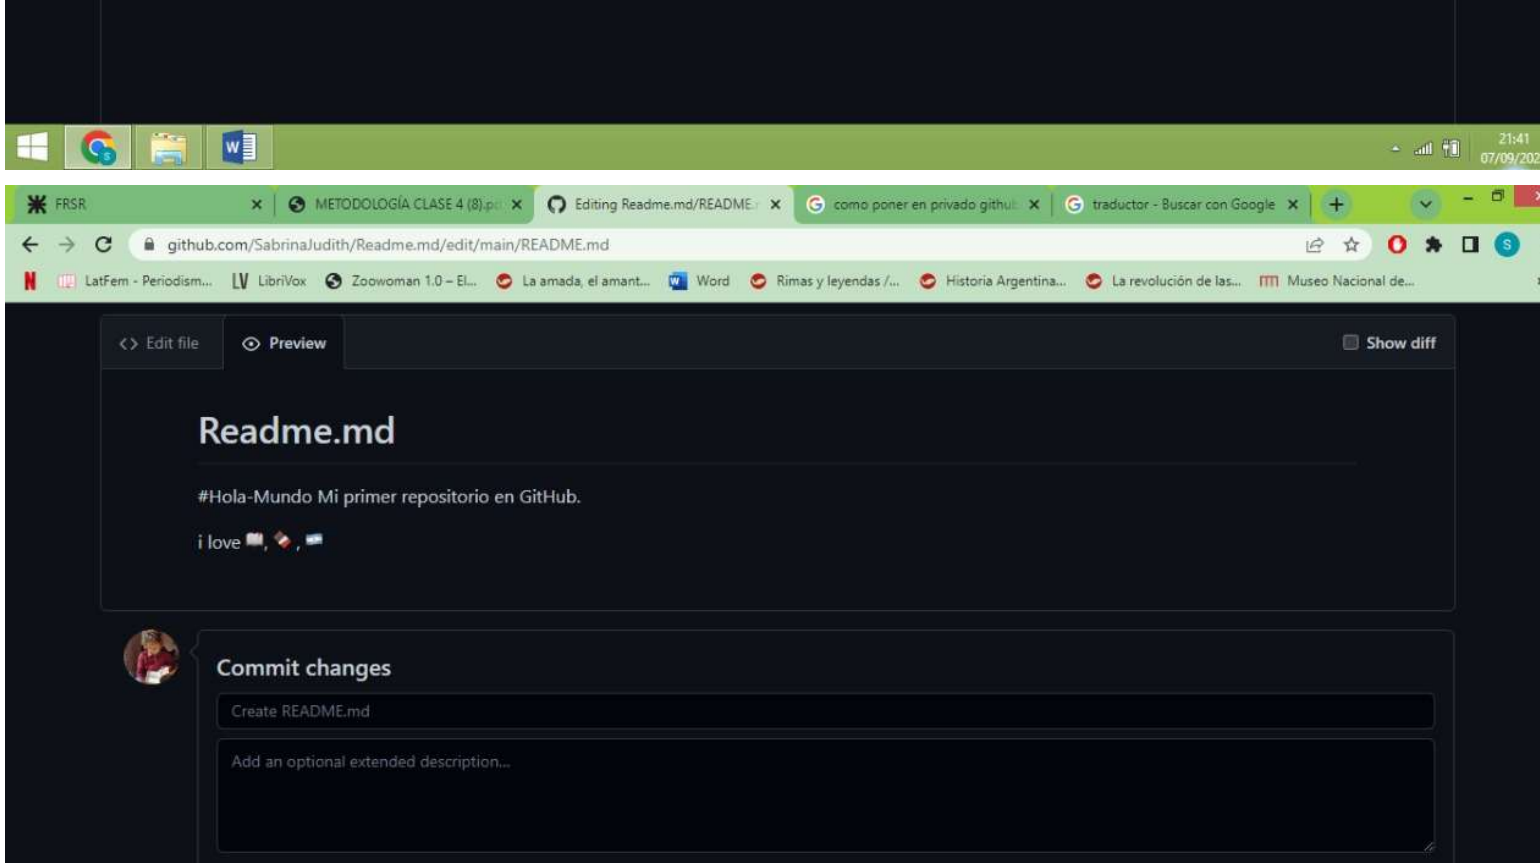 21:41
07/09/202
FRSR
METODOLOGÍA CLASE 4 (8).pd
Editing Readme.md/README.r
como poner en privado githu
traductor - Buscar con Google
github.com/SabrinaJudith/Readme.md/edit/main/README.md
S
N LatFem - Periodism... LV LibriVox Zoowoman 1.0 – El... La amada, el amant... Word Rimas y leyendas /... Historia Argentina... La revolución de las... Museo Nacional de...
<> Edit file Preview Show diff
Readme.md
#Hola-Mundo Mi primer repositorio en GitHub.
i love 📖, 🍫 , 🇦🇷
Commit changes
Create README.md
Add an optional extended description...